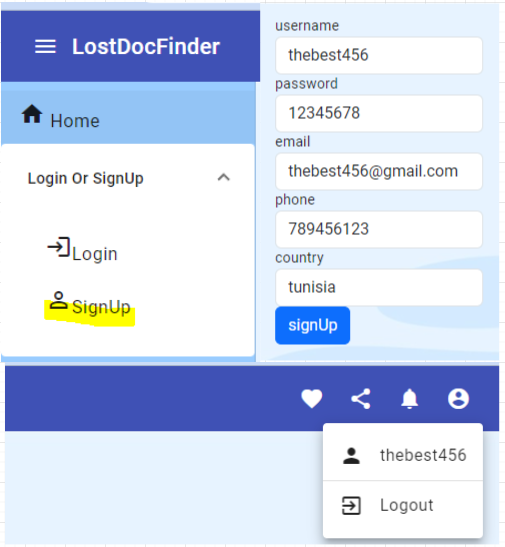 LostDocFinder
Home
Login Or SignUp
Login
SignUp
username
thebest456
password
12345678
email
thebest456@gmail.com
phone
789456123
country
tunisia
signUp
thebest456
Logout